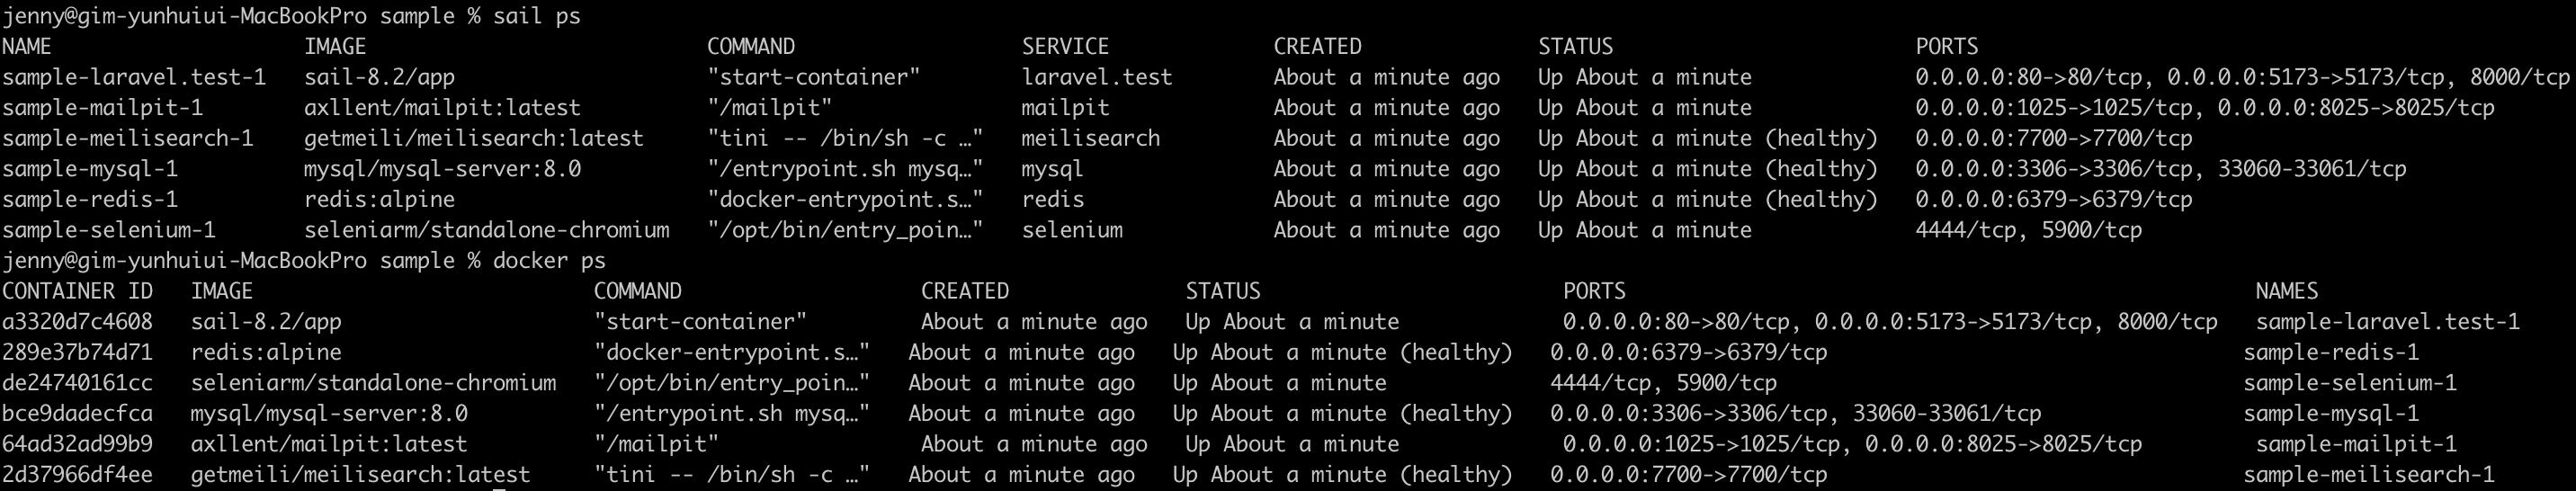 jenny@gim-yunhuiui-MacBookPro sample % sail ps
NAME IMAGE COMMAND SERVICE CREATED STATUS PORTS
sample-laravel.test-1 sail-8.2/app "start-container" laravel.test About a minute ago Up About a minute 0.0.0.0:80->80/tcp, 0.0.0.0:5173->5173/tcp, 8000/tcp
sample-mailpit-1 axllent/mailpit:latest "/mailpit" mailpit About a minute ago Up About a minute 0.0.0.0:1025->1025/tcp, 0.0.0.0:8025->8025/tcp
sample-meilisearch-1 getmeili/meilisearch:latest "tini -- /bin/sh -c …" meilisearch About a minute ago Up About a minute (healthy) 0.0.0.0:7700->7700/tcp
sample-mysql-1 mysql/mysql-server:8.0 "/entrypoint.sh mysq…" mysql About a minute ago Up About a minute (healthy) 0.0.0.0:3306->3306/tcp, 33060-33061/tcp
sample-redis-1 redis:alpine "docker-entrypoint.s…" redis About a minute ago Up About a minute (healthy) 0.0.0.0:6379->6379/tcp
sample-selenium-1 seleniarm/standalone-chromium "/opt/bin/entry_poin…" selenium About a minute ago Up About a minute 4444/tcp, 5900/tcp
jenny@gim-yunhuiui-MacBookPro sample % docker ps
CONTAINER ID IMAGE COMMAND CREATED STATUS PORTS NAMES
a3320d7c4608 sail-8.2/app "start-container" About a minute ago Up About a minute 0.0.0.0:80->80/tcp, 0.0.0.0:5173->5173/tcp, 8000/tcp sample-laravel.test-1
289e37b74d71 redis:alpine "docker-entrypoint.s…" About a minute ago Up About a minute (healthy) 0.0.0.0:6379->6379/tcp sample-redis-1
de24740161cc seleniarm/standalone-chromium "/opt/bin/entry_poin…" About a minute ago Up About a minute 4444/tcp, 5900/tcp sample-selenium-1
bce9dadecfca mysql/mysql-server:8.0 "/entrypoint.sh mysq…" About a minute ago Up About a minute (healthy) 0.0.0.0:3306->3306/tcp, 33060-33061/tcp sample-mysql-1
64ad32ad99b9 axllent/mailpit:latest "/mailpit" About a minute ago Up About a minute 0.0.0.0:1025->1025/tcp, 0.0.0.0:8025->8025/tcp sample-mailpit-1
2d37966df4ee getmeili/meilisearch:latest "tini -- /bin/sh -c …" About a minute ago Up About a minute (healthy) 0.0.0.0:7700->7700/tcp sample-meilisearch-1